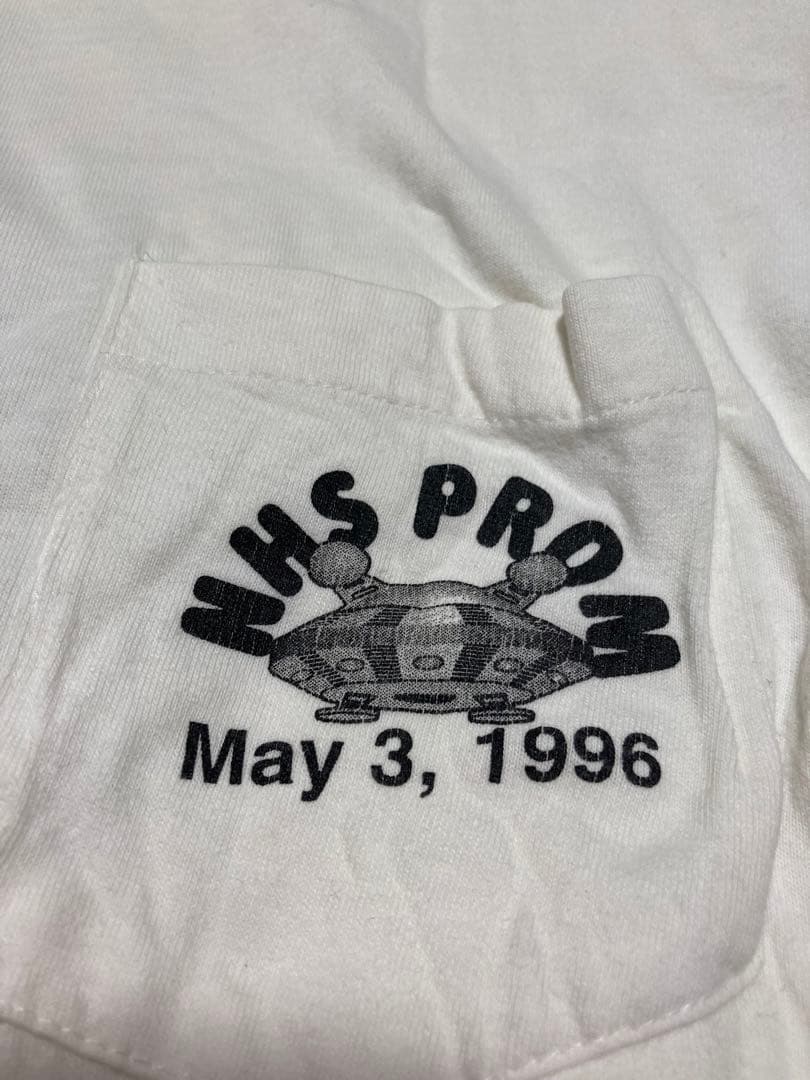 NHS PROM
May 3, 1996